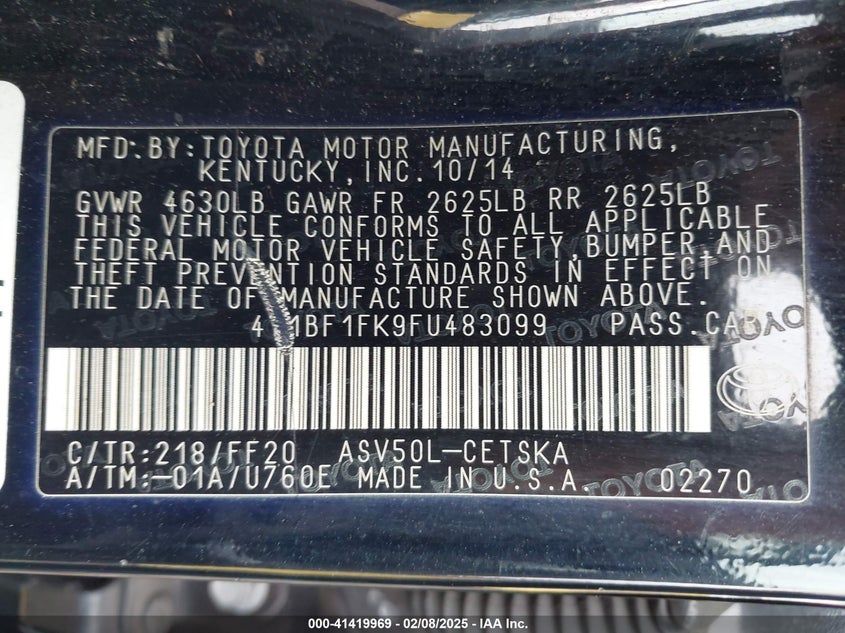 MFD. BY: TOYOTA MOTOR MANUFACTURING,
KENTUCKY, INC. 10/14
GVWR 4630LB GAWR FR 2625LB RR 2625LB
THIS VEHICLE CONFORMS TO ALL APPLICABLE
FEDERAL MOTOR VEHICLE SAFETY, BUMPER, AND
THEFT PREVENTION STANDARDS IN EFFECT ON
THE DATE OF MANUFACTURE SHOWN ABOVE.
PASS. CAR
C/TR: 218/FF20 ASV50L-CETSKA
A/TM: -01A/U760E MADE IN U.S.A. 02270
000-41419969 | 02/08/2025 - IAA Inc.